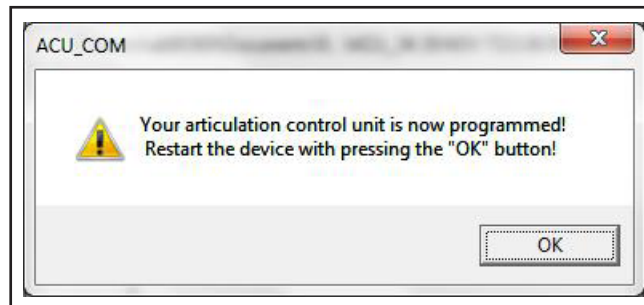 ACU_COM
Your articulation control unit is now programmed!
Restart the device with pressing the "OK" button!
OK